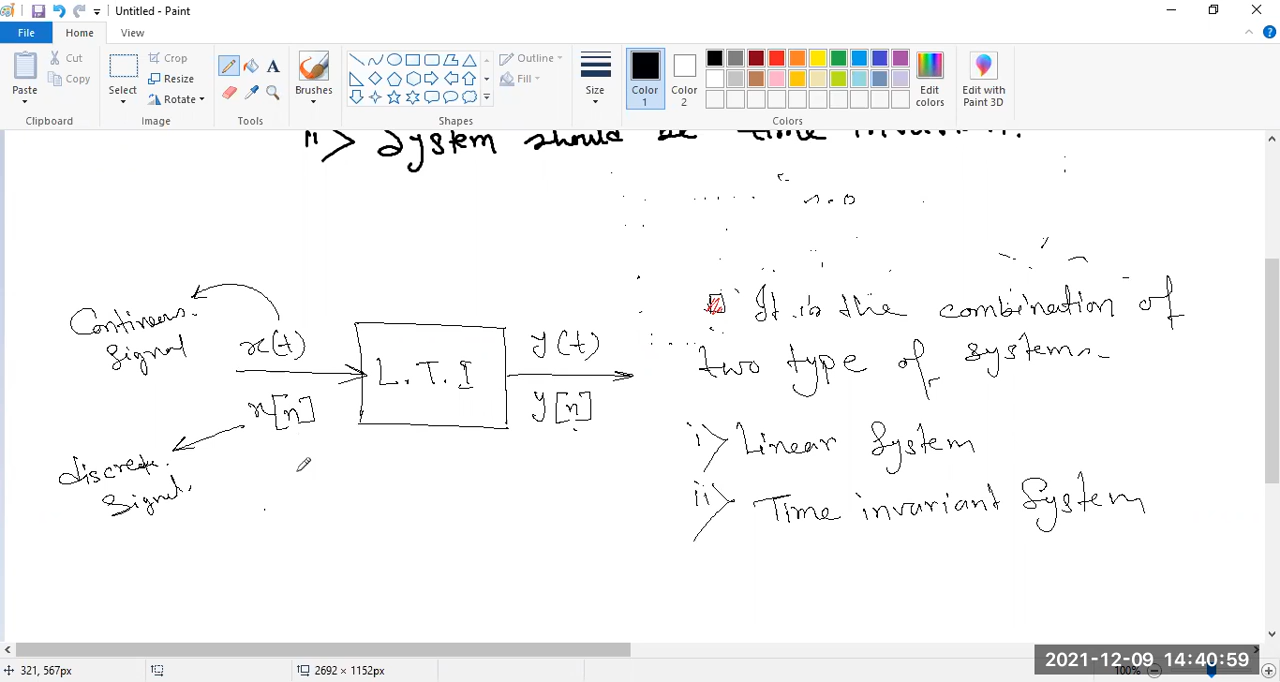 Untitled - Paint
File
Home
View
Paste
Cut
Copy
Clipboard
Select
Crop
Resize
Rotate
Image
Tools
Brushes
Shapes
Outline
Fill
Size
Color 1
Color 2
Colors
Edit colors
Edit with Paint 3D
ii> System should be time invariant.
Signal
x(t)
x[n]
L.T.I
y(t)
y[n]
Signal.
It is the combination of
two type of systems.
i> Linear System
ii> Time invariant System
321, 567px
2692 × 1152px
100%
2021-12-09 14:40:59